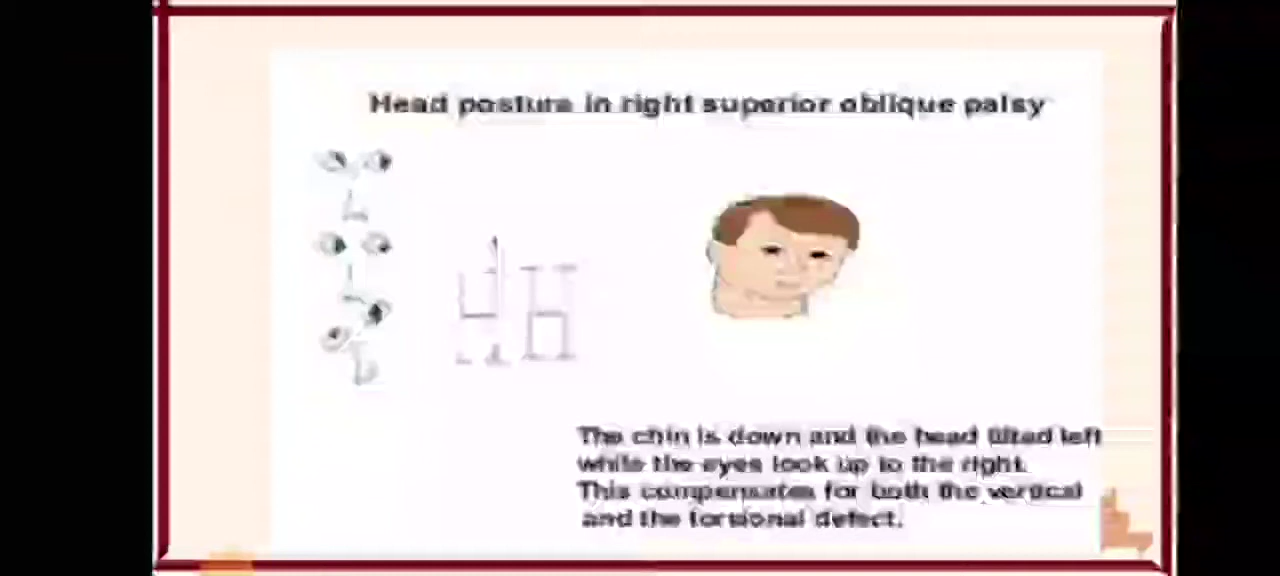 Head posture in right superior oblique palsy
The chin is down and the head tilted left
while the eyes look up to the right.
This compensates for both the vertical
and the torsional defect.